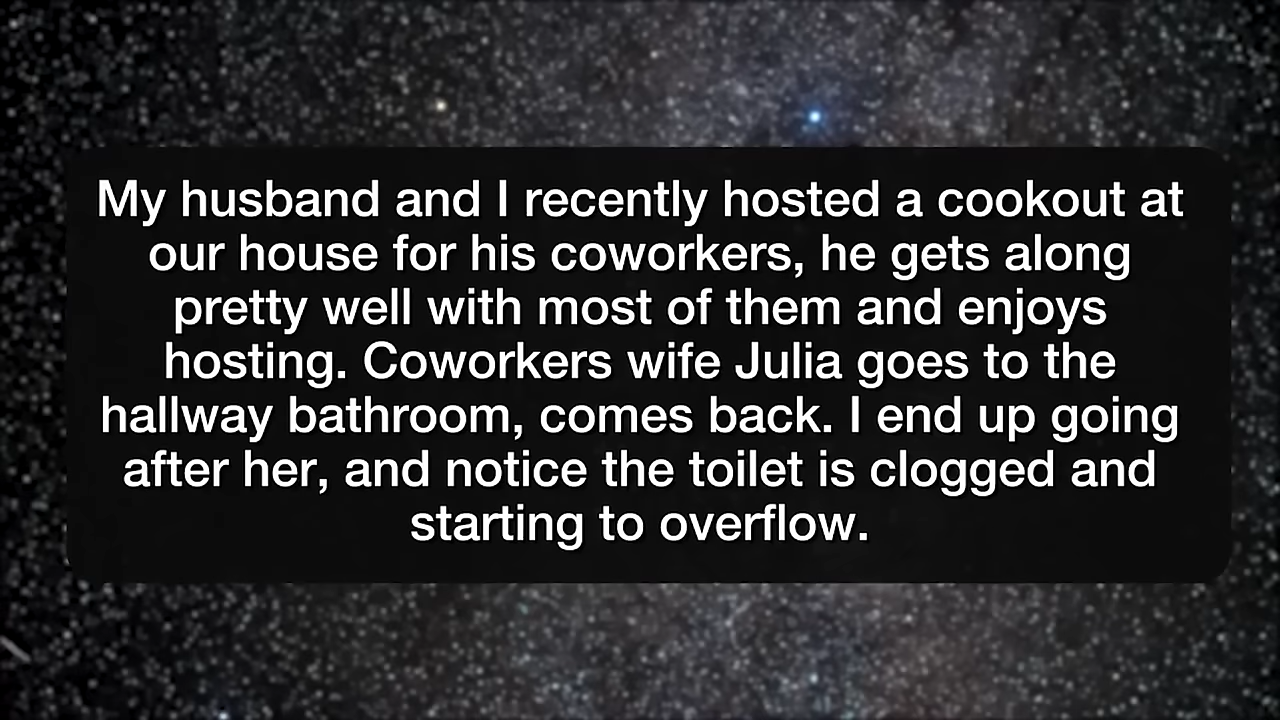 My husband and I recently hosted a cookout at
our house for his coworkers, he gets along
pretty well with most of them and enjoys
hosting. Coworkers wife Julia goes to the
hallway bathroom, comes back. I end up going
after her, and notice the toilet is clogged and
starting to overflow.